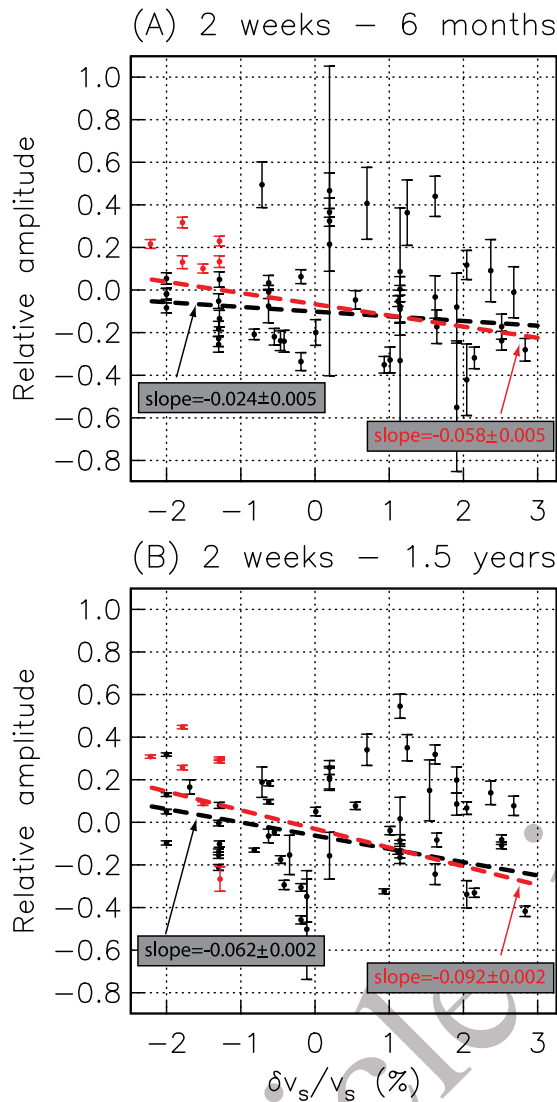 (A) 2 weeks – 6 months
1.0
0.8
0.6
0.4
0.2
0.0
−0.2
−0.4
−0.6
−0.8
Relative amplitude
slope=-0.024±0.005
slope=-0.058±0.005
−2 −1 0 1 2 3
(B) 2 weeks – 1.5 years
1.0
0.8
0.6
0.4
0.2
0.0
−0.2
−0.4
−0.6
−0.8
Relative amplitude
slope=-0.062±0.002
slope=-0.092±0.002
−2 −1 0 1 2 3
δvs/vs (%)